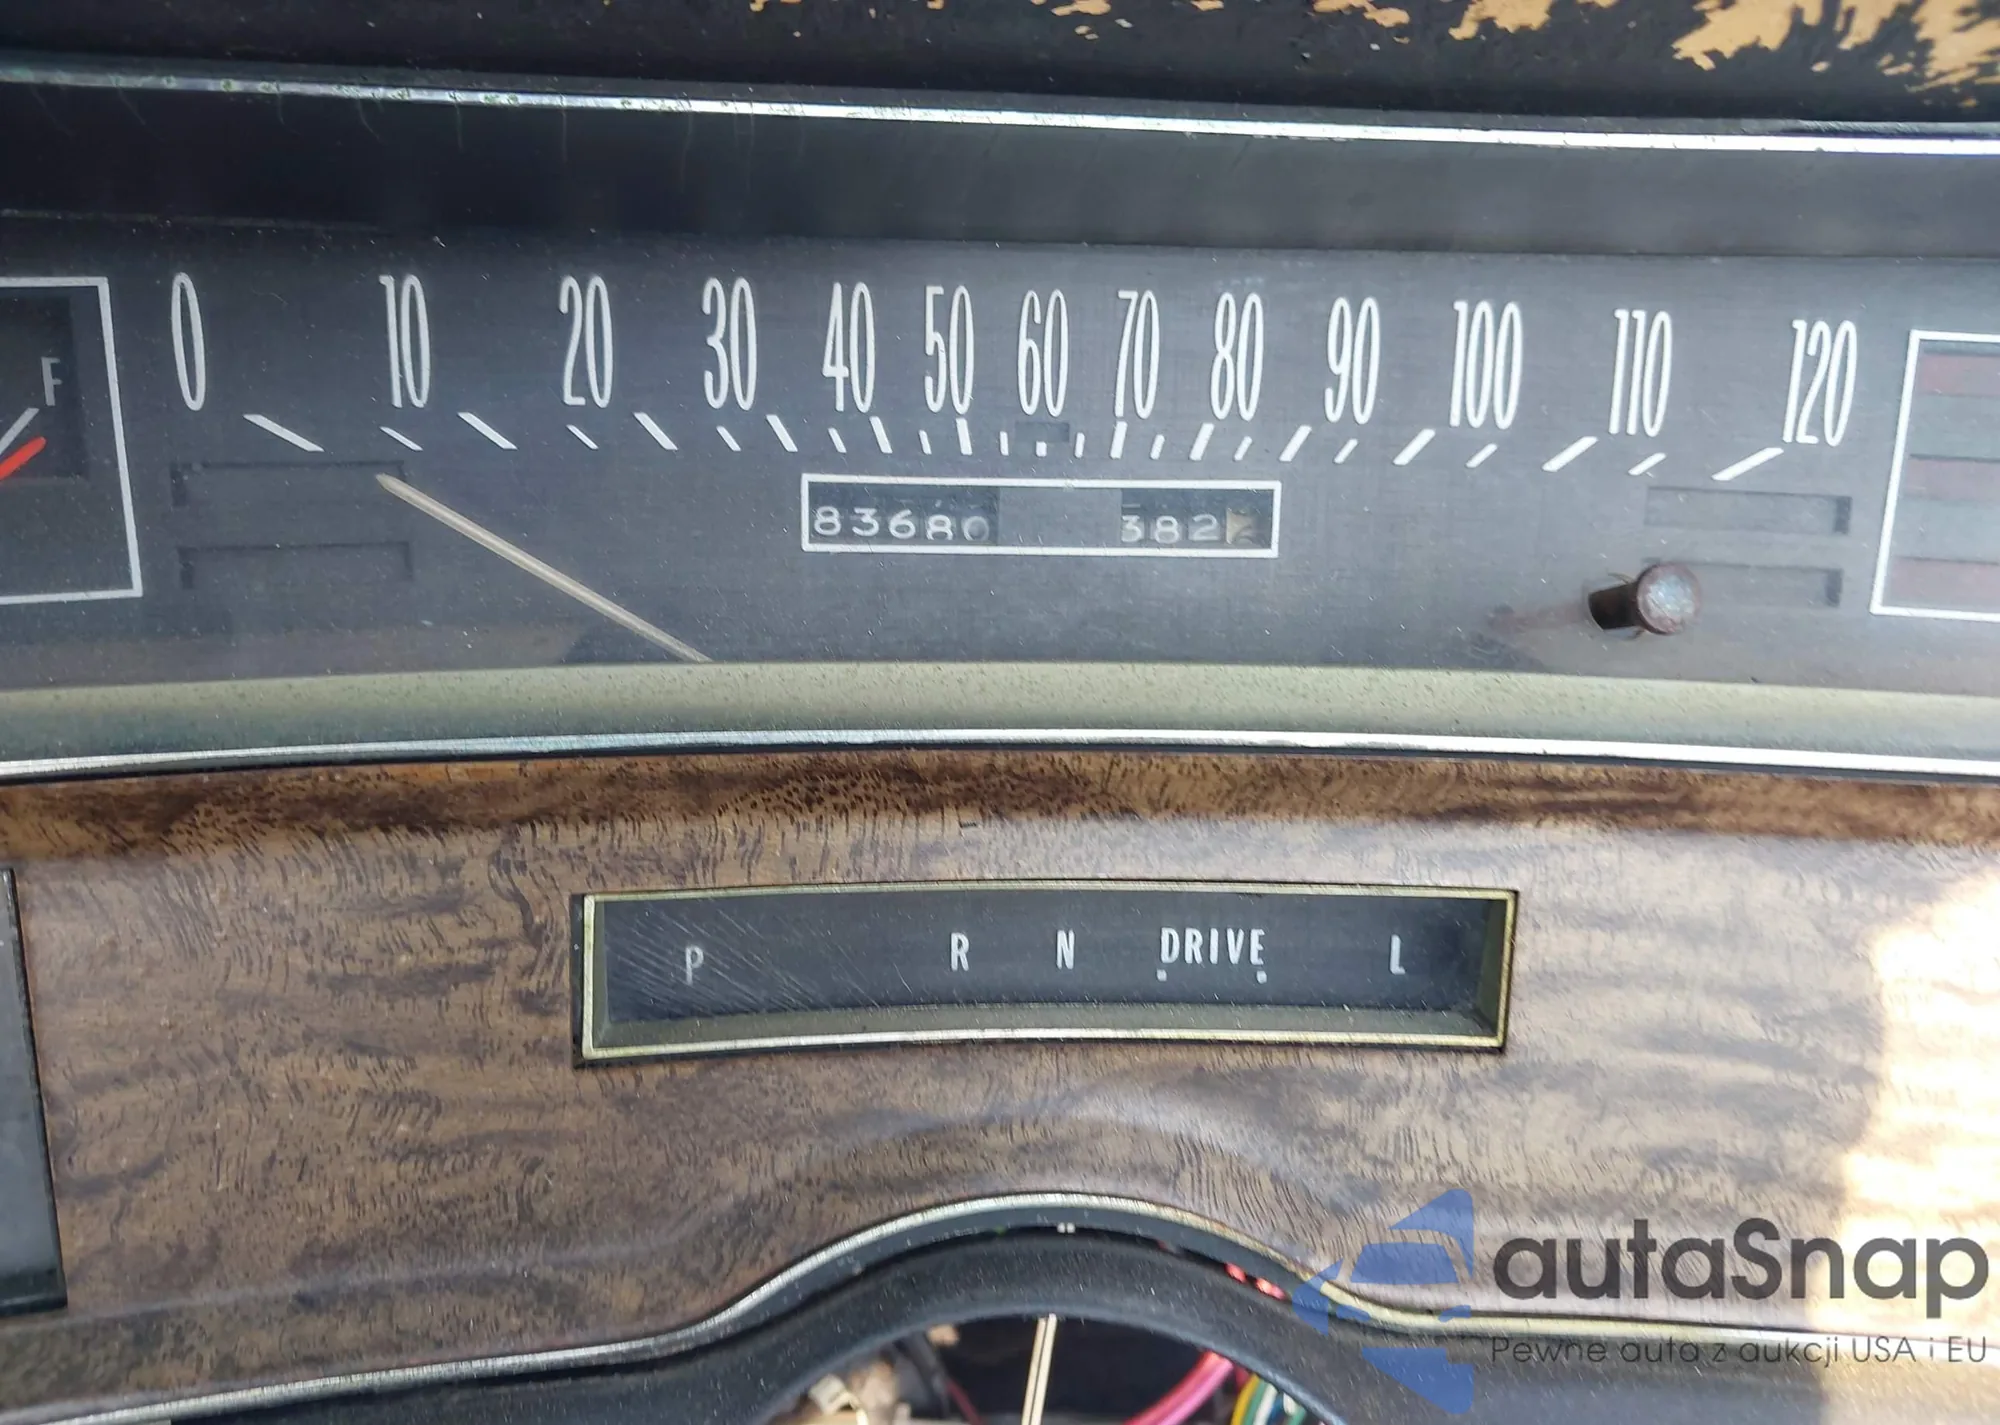 F
0 10 20 30 40 50 60 70 80 90 100 110 120
83680 382
P R N DRIVE L
autaSnap
Pewne auta z aukcji USA i EU